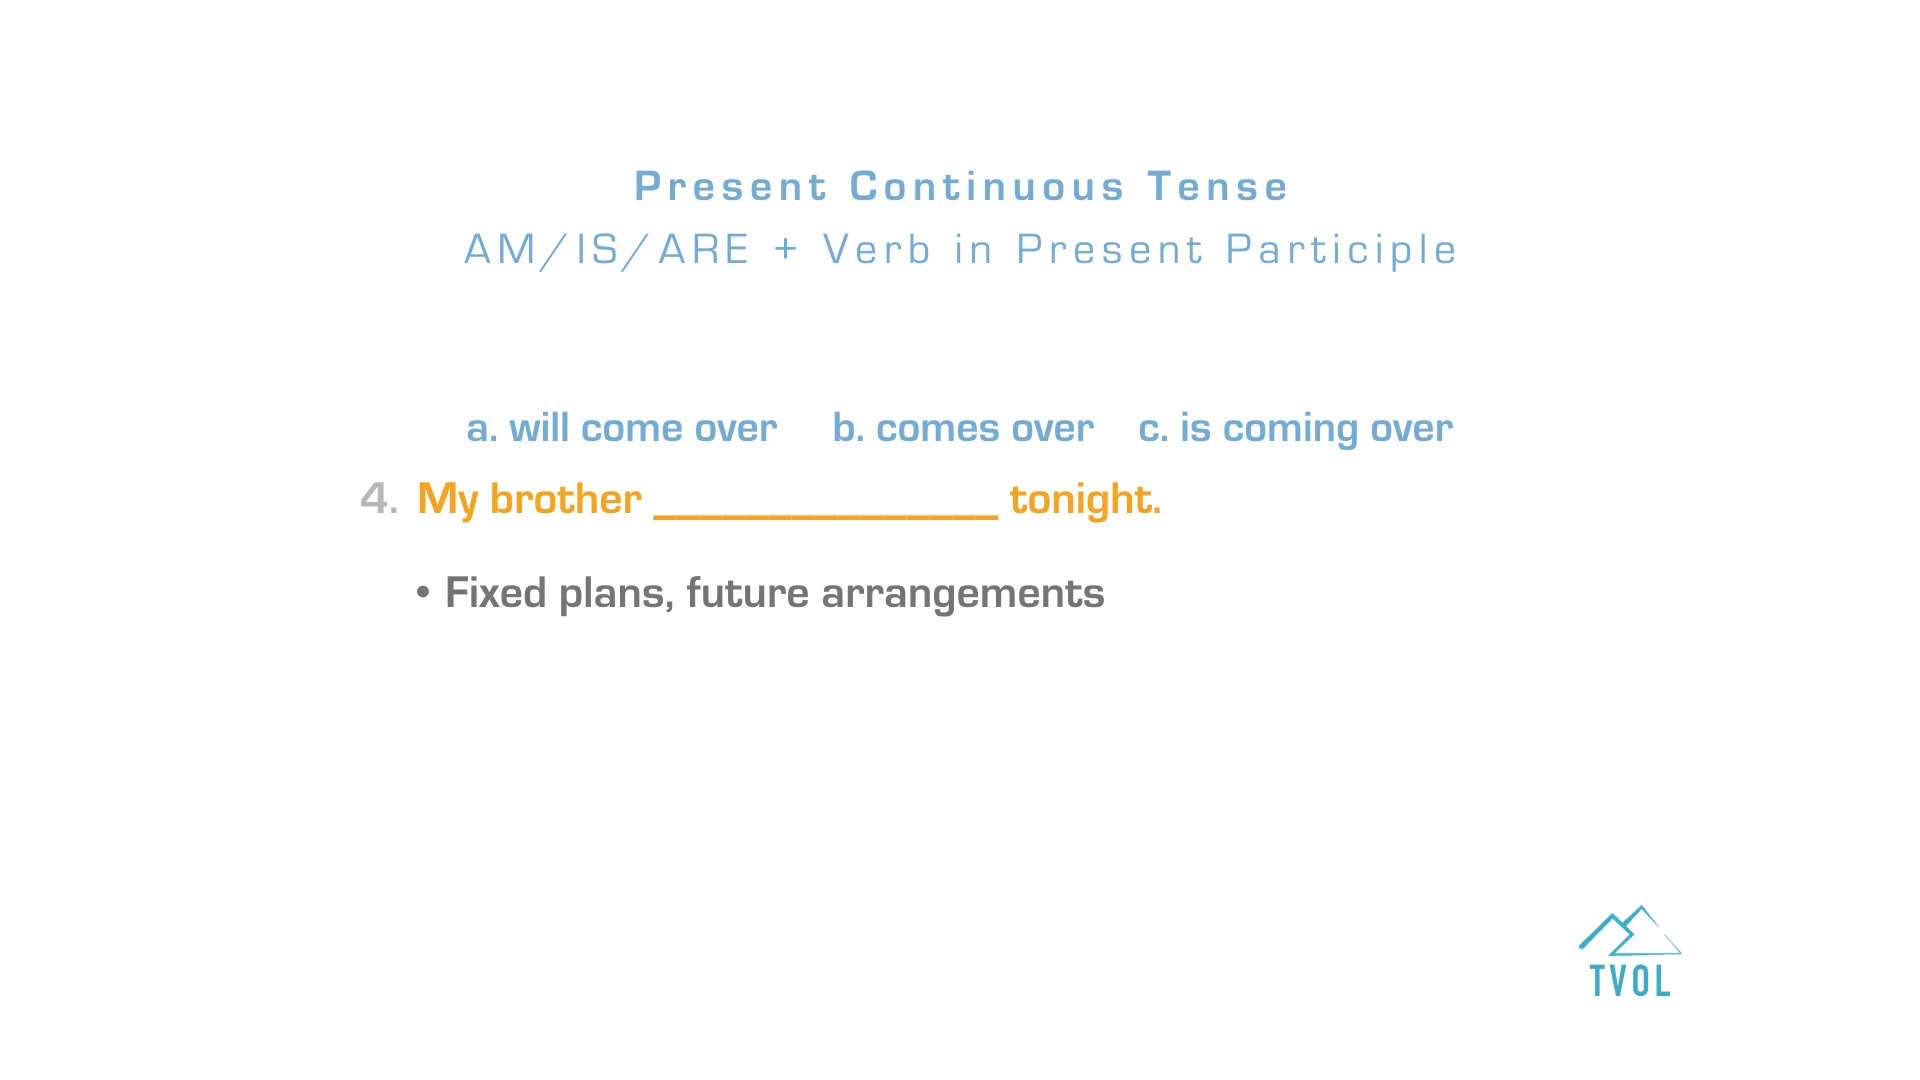 Present Continuous Tense
AM/IS/ARE + Verb in Present Participle
a. will come over b. comes over c. is coming over
4. My brother _______________ tonight.
• Fixed plans, future arrangements
TVOL